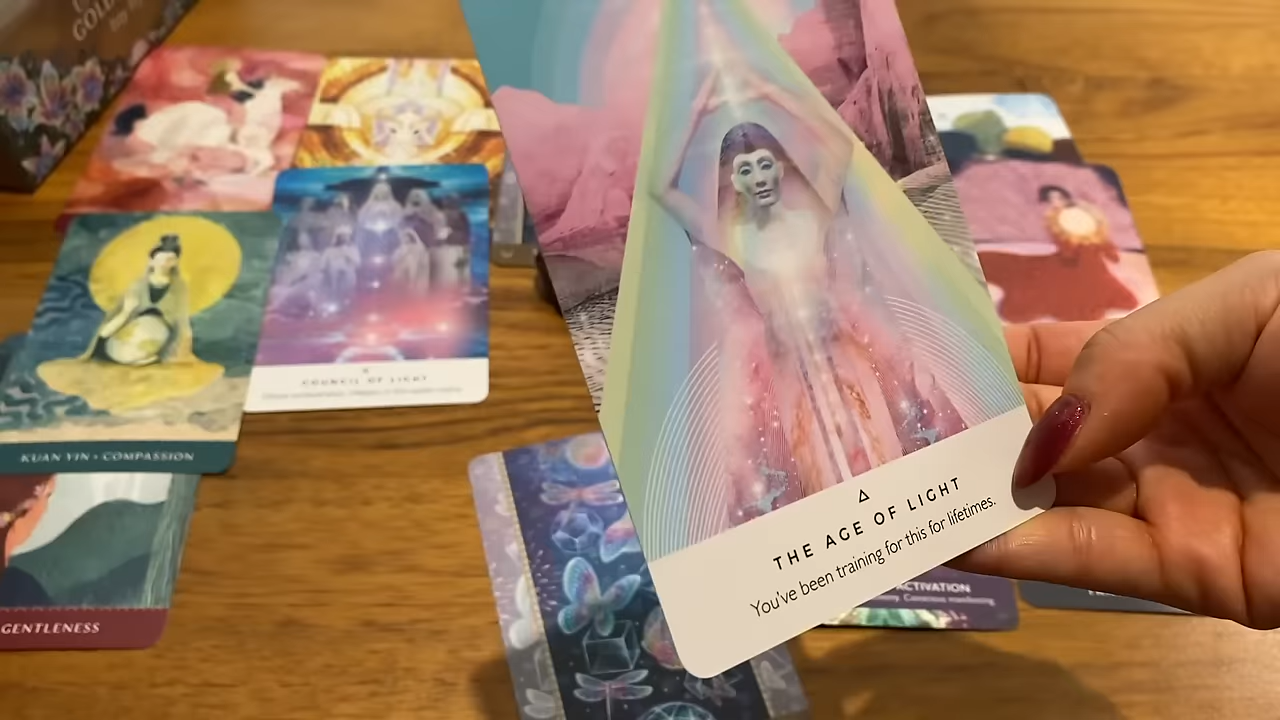 GOLD
COUNCIL OF LIGHT
KUAN YIN • COMPASSION
GENTLENESS
THE AGE OF LIGHT
You've been training for this for lifetimes.
ACTIVATION